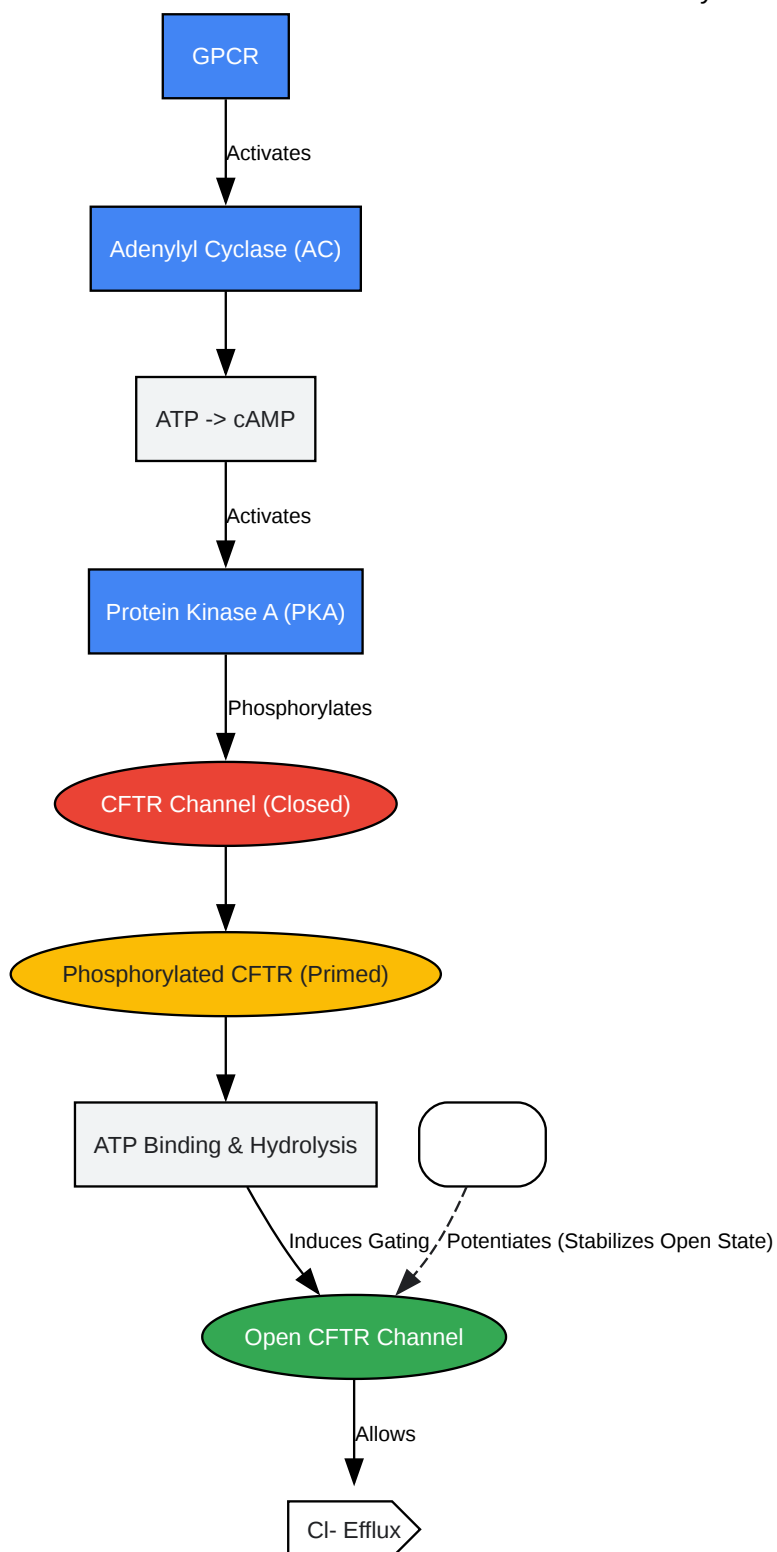 GPCR
Activates
Adenylyl Cyclase (AC)
ATP -> cAMP
Activates
Protein Kinase A (PKA)
Phosphorylates
CFTR Channel (Closed)
Phosphorylated CFTR (Primed)
ATP Binding & Hydrolysis
Induces Gating
Potentiates (Stabilizes Open State)
Open CFTR Channel
Allows
Cl- Efflux